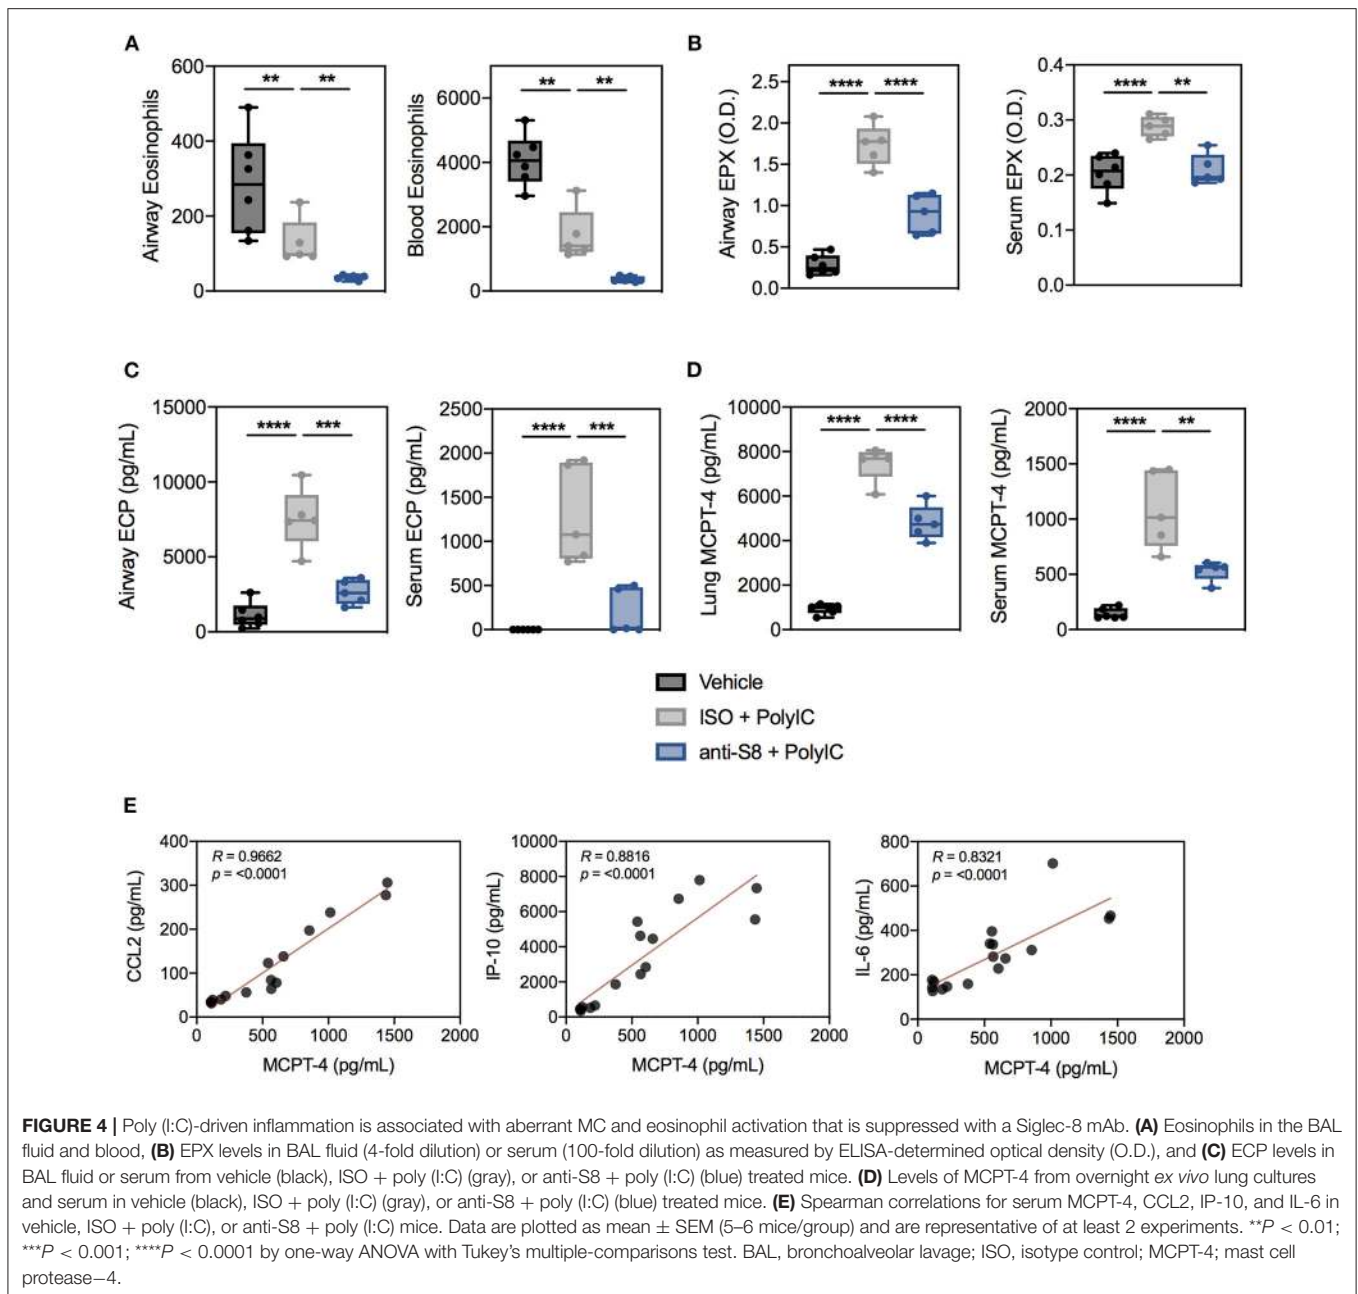 A
600
400
200
0
Airway Eosinophils
** **
6000
4000
2000
0
Blood Eosinophils
** **
B
2.5
2.0
1.5
1.0
0.5
0.0
Airway EPX (O.D.)
**** ****
0.4
0.3
0.2
0.1
0.0
Serum EPX (O.D.)
**** **
C
15000
10000
5000
0
Airway ECP (pg/mL)
**** ***
2500
2000
1500
1000
500
0
Serum ECP (pg/mL)
**** ***
D
10000
8000
6000
4000
2000
0
Lung MCPT-4 (pg/mL)
**** ****
2000
1500
1000
500
0
Serum MCPT-4 (pg/mL)
**** **
Vehicle
ISO + PolyIC
anti-S8 + PolyIC
E
400
300
200
100
0
CCL2 (pg/mL)
R = 0.9662
p = <0.0001
0 500 1000 1500 2000
MCPT-4 (pg/mL)
10000
8000
6000
4000
2000
0
IP-10 (pg/mL)
R = 0.8816
p = <0.0001
0 500 1000 1500 2000
MCPT-4 (pg/mL)
800
600
400
200
0
IL-6 (pg/mL)
R = 0.8321
p = <0.0001
0 500 1000 1500 2000
MCPT-4 (pg/mL)
FIGURE 4 | Poly (I:C)-driven inflammation is associated with aberrant MC and eosinophil activation that is suppressed with a Siglec-8 mAb. (A) Eosinophils in the BAL
fluid and blood, (B) EPX levels in BAL fluid (4-fold dilution) or serum (100-fold dilution) as measured by ELISA-determined optical density (O.D.), and (C) ECP levels in
BAL fluid or serum from vehicle (black), ISO + poly (I:C) (gray), or anti-S8 + poly (I:C) (blue) treated mice. (D) Levels of MCPT-4 from overnight ex vivo lung cultures
and serum in vehicle (black), ISO + poly (I:C) (gray), or anti-S8 + poly (I:C) (blue) treated mice. (E) Spearman correlations for serum MCPT-4, CCL2, IP-10, and IL-6 in
vehicle, ISO + poly (I:C), or anti-S8 + poly (I:C) mice. Data are plotted as mean ± SEM (5–6 mice/group) and are representative of at least 2 experiments. **P < 0.01;
***P < 0.001; ****P < 0.0001 by one-way ANOVA with Tukey's multiple-comparisons test. BAL, bronchoalveolar lavage; ISO, isotype control; MCPT-4; mast cell
protease−4.